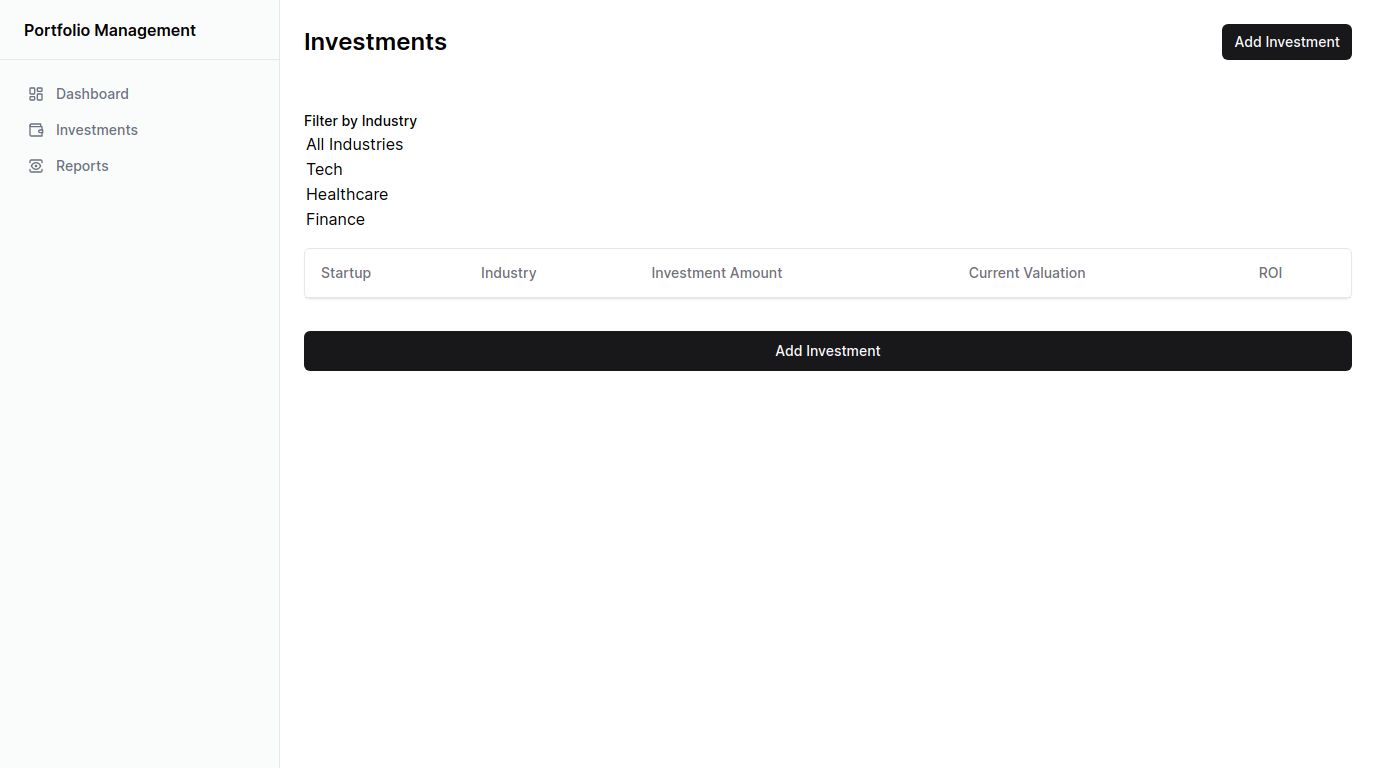 Portfolio Management
Dashboard
Investments
Reports
Investments
Add Investment
Filter by Industry
All Industries
Tech
Healthcare
Finance
Startup Industry Investment Amount Current Valuation ROI
Add Investment